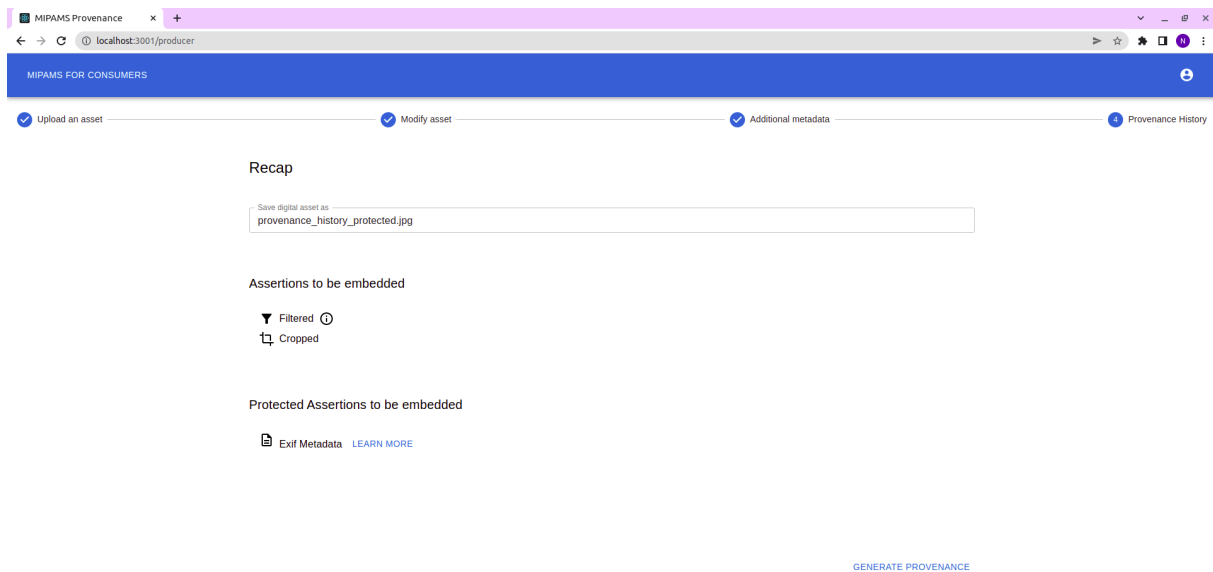 MIPAMS Provenance
localhost:3001/producer
N
MIPAMS FOR CONSUMERS
Upload an asset
Modify asset
Additional metadata
4 Provenance History
Recap
Save digital asset as
provenance_history_protected.jpg
Assertions to be embedded
Filtered
Cropped
Protected Assertions to be embedded
Exif Metadata LEARN MORE
GENERATE PROVENANCE